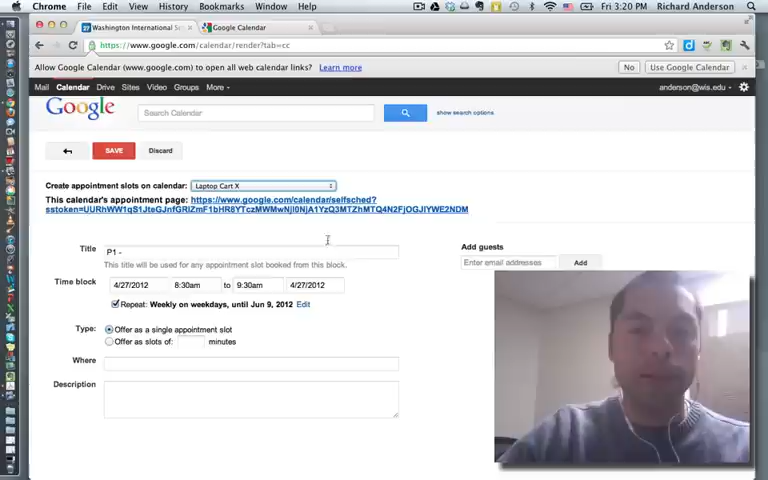 Chrome File Edit View History Bookmarks Window Help Fri 3:20 PM Richard Anderson
Washington International Sc Google Calendar
https://www.google.com/calendar/render?tab=cc
Allow Google Calendar (www.google.com) to open all web calendar links? Learn more No Use Google Calendar
Mail Calendar Drive Sites Video Groups More anderson@wis.edu
Google Search Calendar show search options
SAVE Discard
Create appointment slots on calendar: Laptop Cart X
This calendar's appointment page: https://www.google.com/calendar/selfsched?
Title P1 -
This title will be used for any appointment slot booked from this block.
Add guests
Enter email addresses Add
Time block 4/27/2012 8:30am to 9:30am 4/27/2012
Repeat: Weekly on weekdays, until Jun 9, 2012 Edit
Type: Offer as a single appointment slot
Offer as slots of: minutes
Where
Description